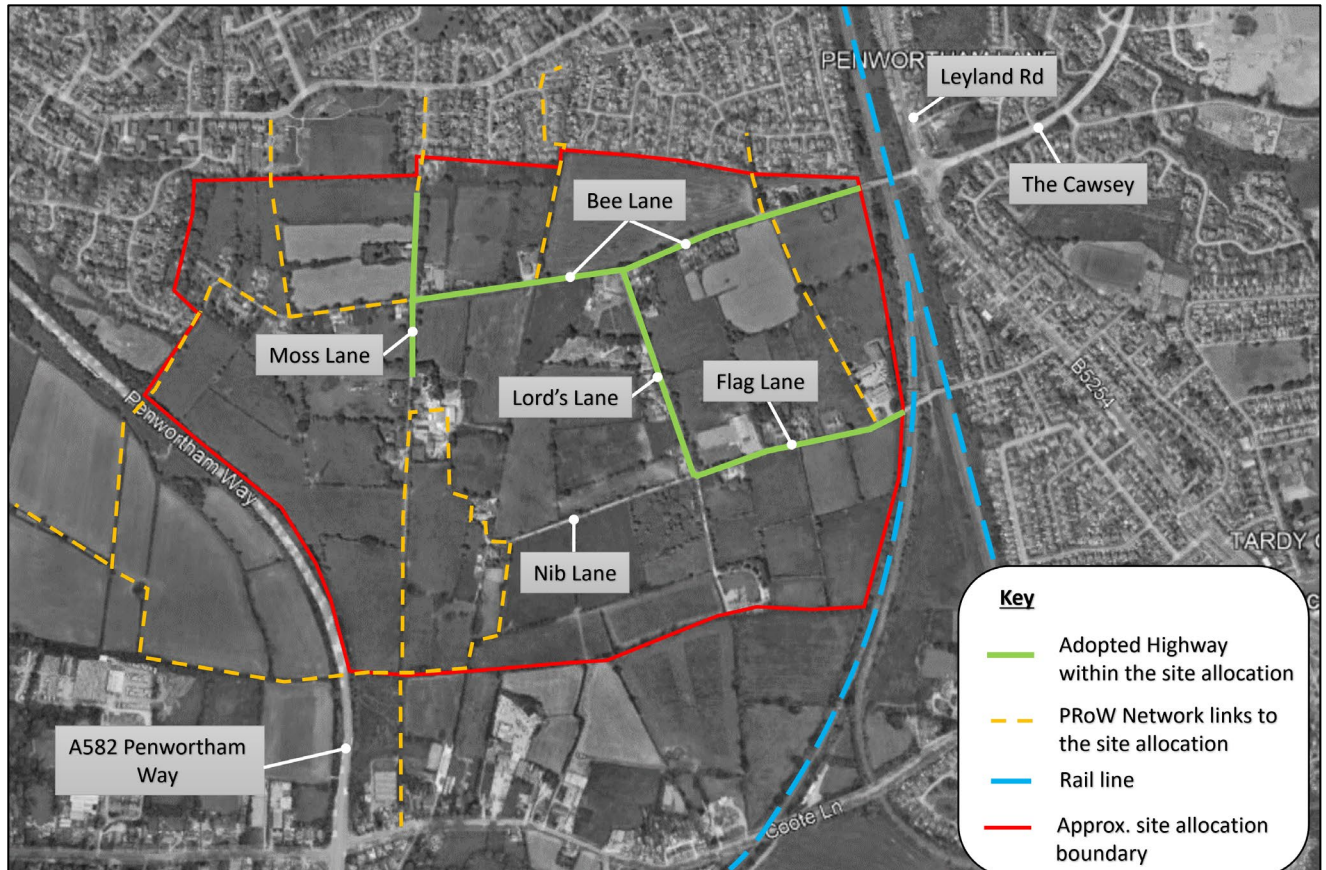 PENWORTHAM LANE
Leyland Rd
The Cawsey
Bee Lane
Moss Lane
Lord's Lane
Flag Lane
Penwortham Way
B5254
TARDY
Nib Lane
A582 Penwortham
Way
Coote Ln
Key
Adopted Highway
within the site allocation
PRoW Network links to
the site allocation
Rail line
Approx. site allocation
boundary